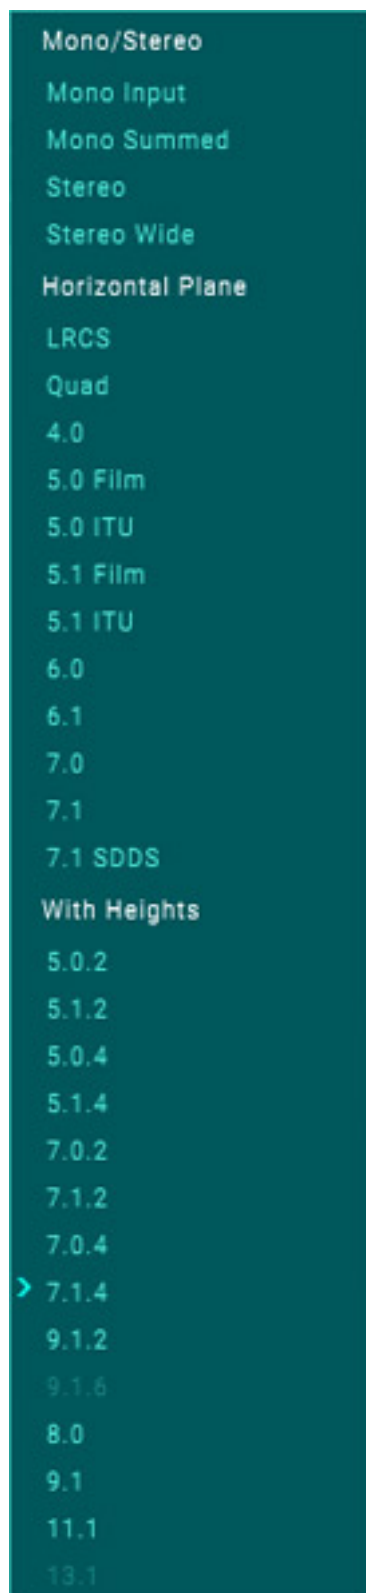 Mono/Stereo
Mono Input
Mono Summed
Stereo
Stereo Wide
Horizontal Plane
LRCS
Quad
4.0
5.0 Film
5.0 ITU
5.1 Film
5.1 ITU
6.0
6.1
7.0
7.1
7.1 SDDS
With Heights
5.0.2
5.1.2
5.0.4
5.1.4
7.0.2
7.1.2
7.0.4
> 7.1.4
9.1.2
9.1.6
8.0
9.1
11.1
13.1